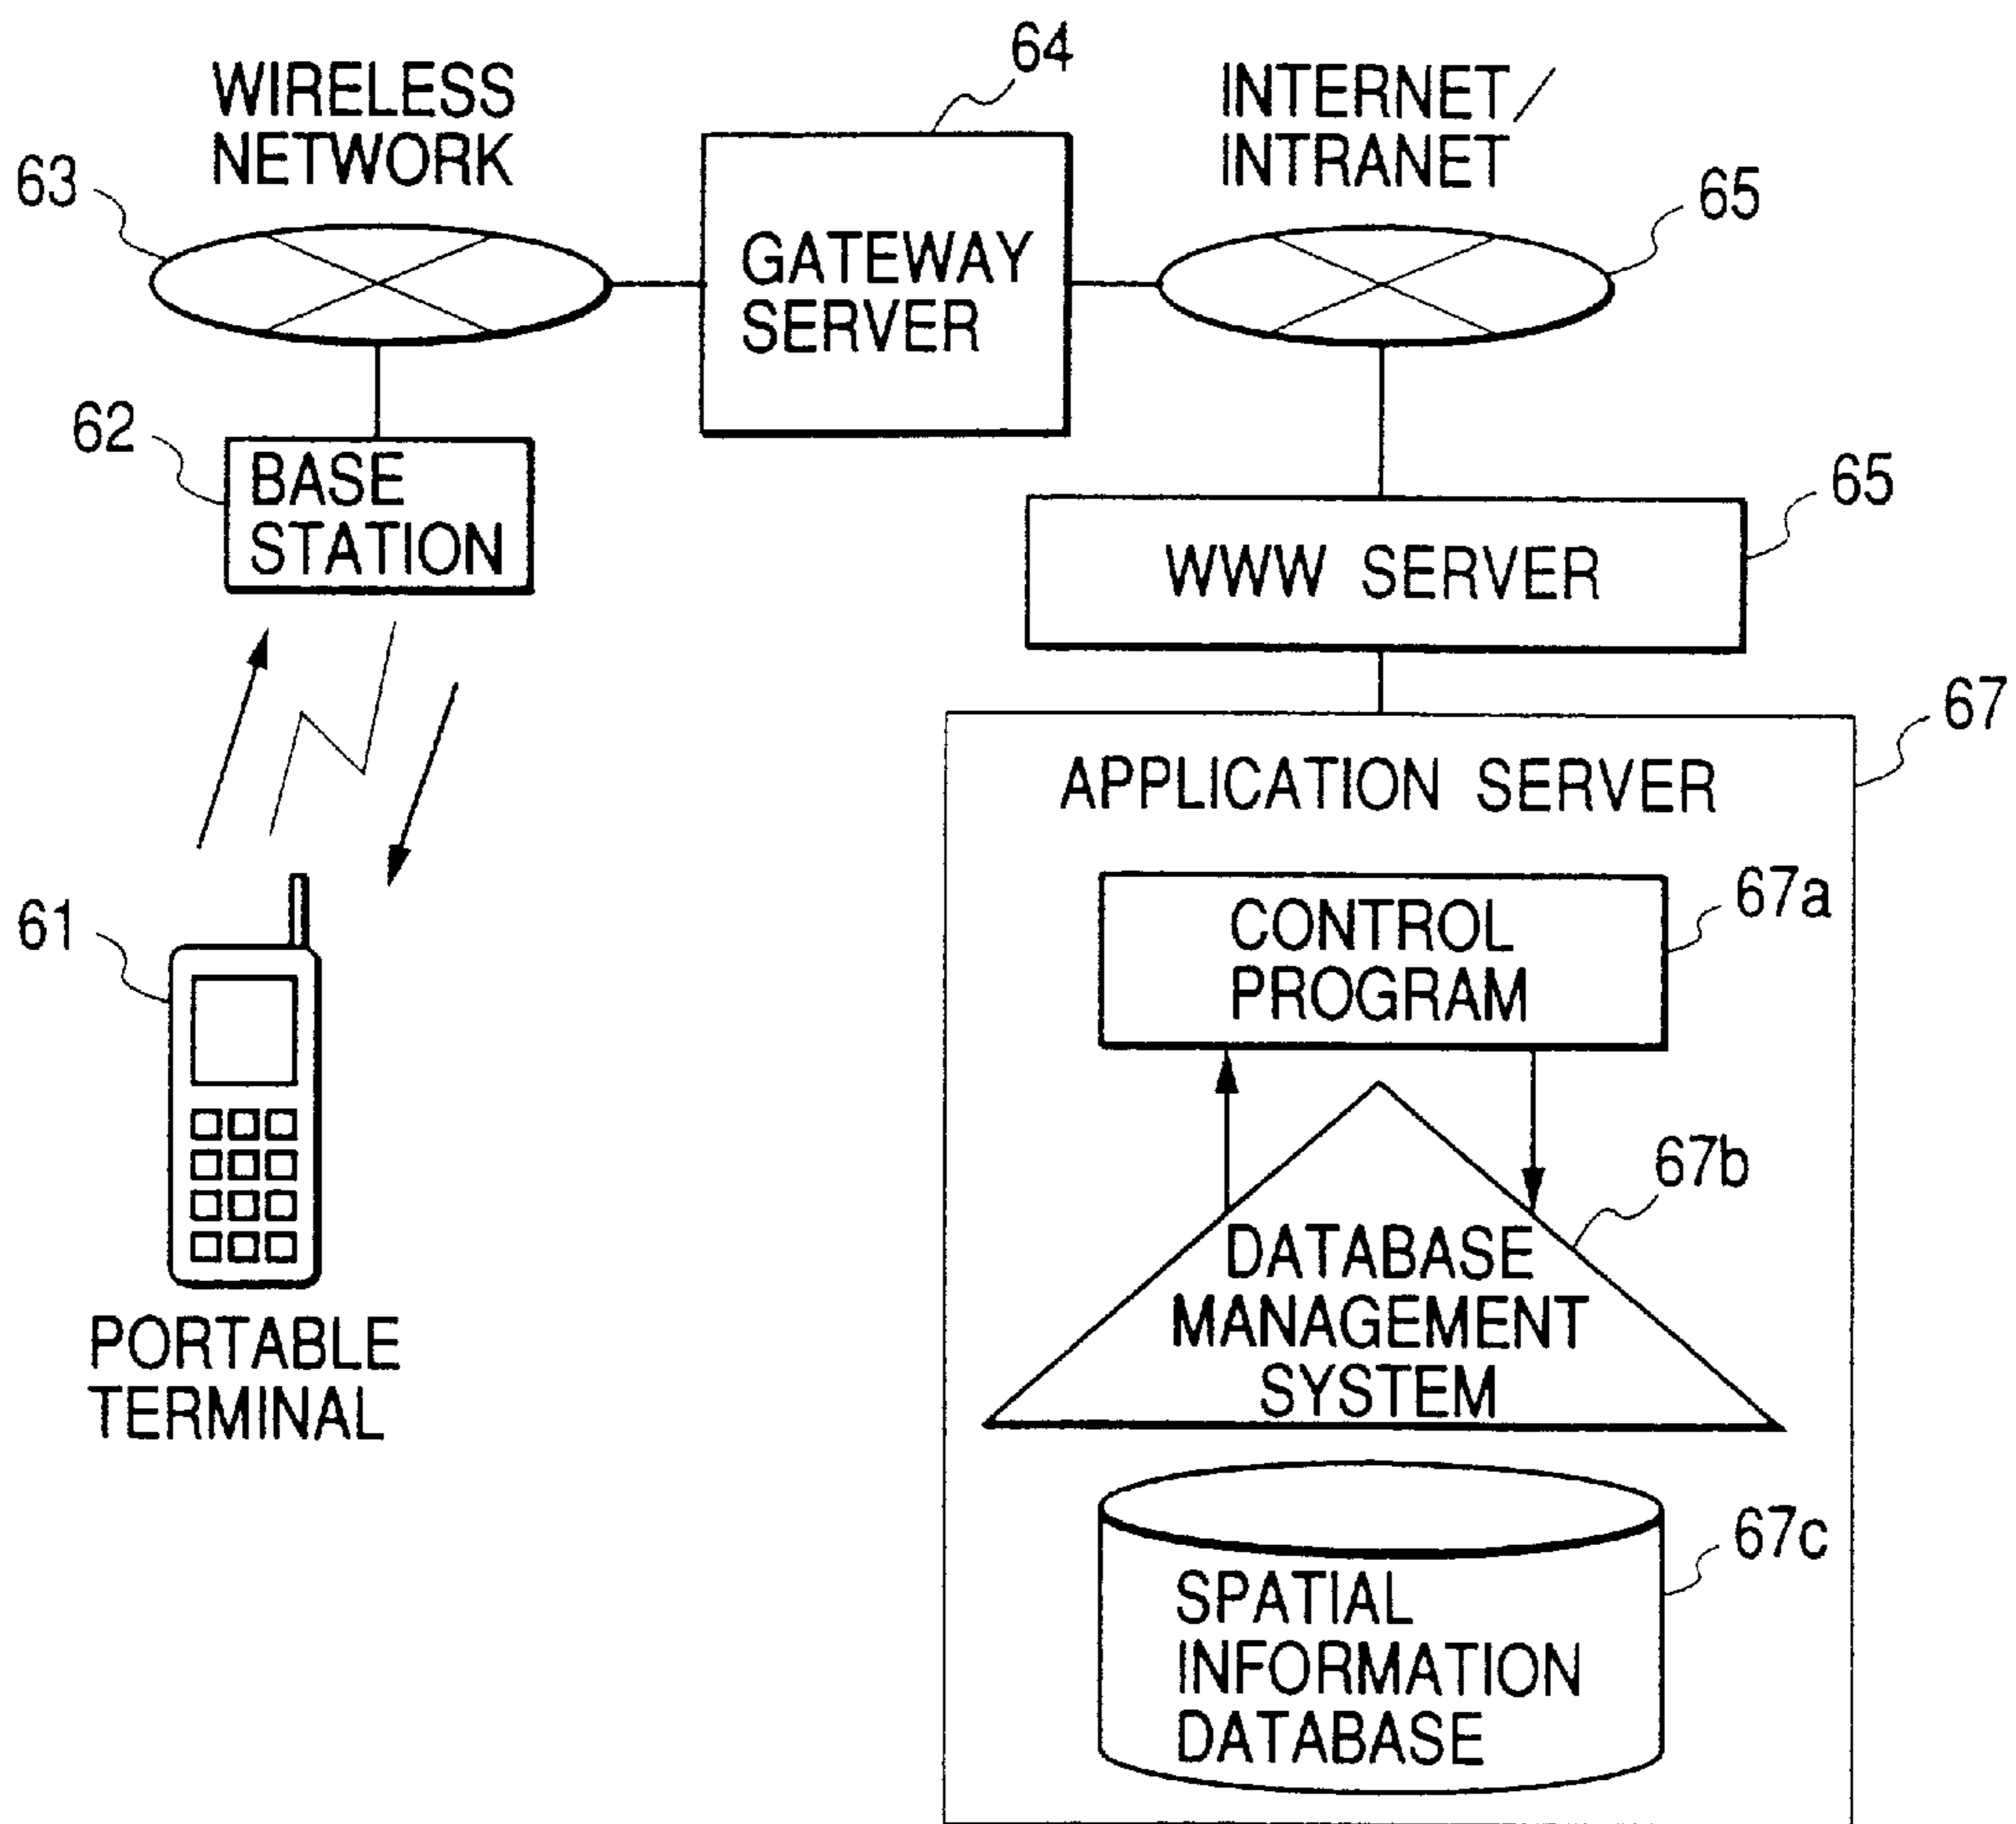 64
WIRELESS
NETWORK
INTERNET/
INTRANET
63
65
GATEWAY
SERVER
62
BASE
STATION
65
WWW SERVER
67
APPLICATION SERVER
61
67a
CONTROL
PROGRAM
67b
DATABASE
MANAGEMENT
SYSTEM
PORTABLE
TERMINAL
67c
SPATIAL
INFORMATION
DATABASE